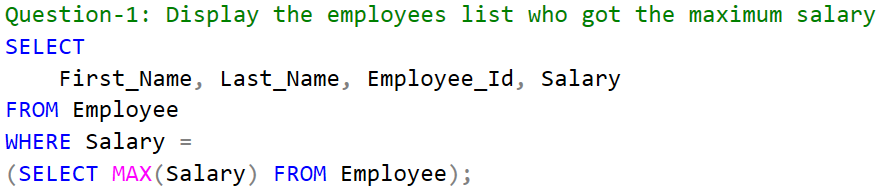 Question-1: Display the employees list who got the maximum salary
SELECT
First_Name, Last_Name, Employee_Id, Salary
FROM Employee
WHERE Salary =
(SELECT MAX(Salary) FROM Employee);